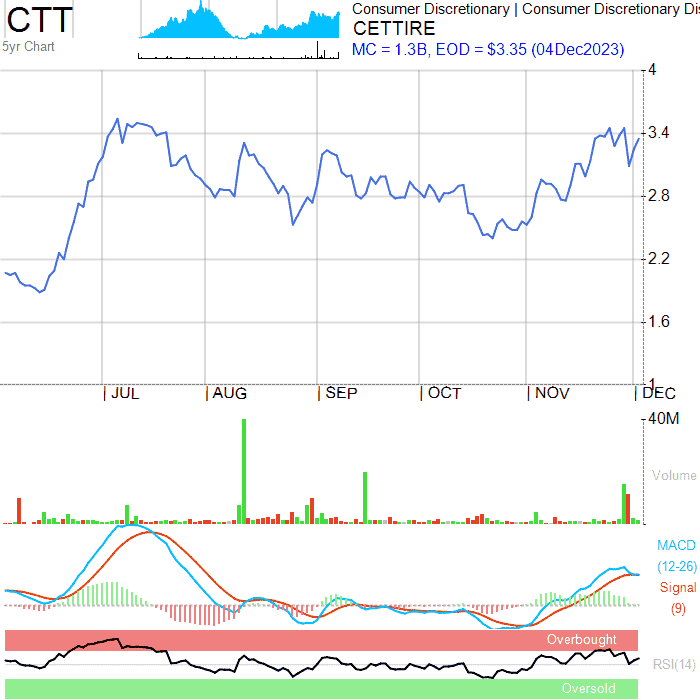 CTT
5yr Chart
Consumer Discretionary | Consumer Discretionary Dis
CETTIRE
MC = 1.3B, EOD = $3.35 (04Dec2023)
4
3.4
2.8
2.2
1.6
1
| JUL | AUG | SEP | OCT | NOV | DEC
40M
Volume
MACD
(12-26)
Signal
(9)
Overbought
RSI(14)
Oversold